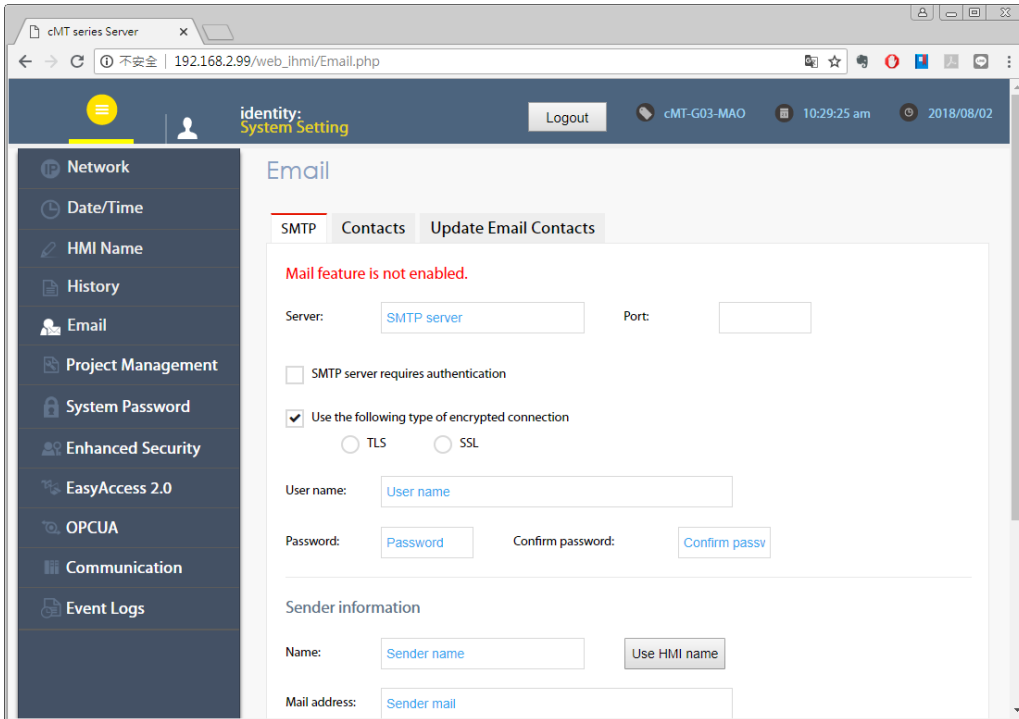 cMT series Server
不安全 192.168.2.99/web_ihmi/Email.php
identity:
System Setting
Logout
cMT-G03-MAO
10:29:25 am
2018/08/02
Network
Date/Time
HMI Name
History
Email
Project Management
System Password
Enhanced Security
EasyAccess 2.0
OPCUA
Communication
Event Logs
Email
SMTP Contacts Update Email Contacts
Mail feature is not enabled.
Server: SMTP server Port:
SMTP server requires authentication
Use the following type of encrypted connection
TLS SSL
User name: User name
Password: Password Confirm password: Confirm passw
Sender information
Name: Sender name Use HMI name
Mail address: Sender mail